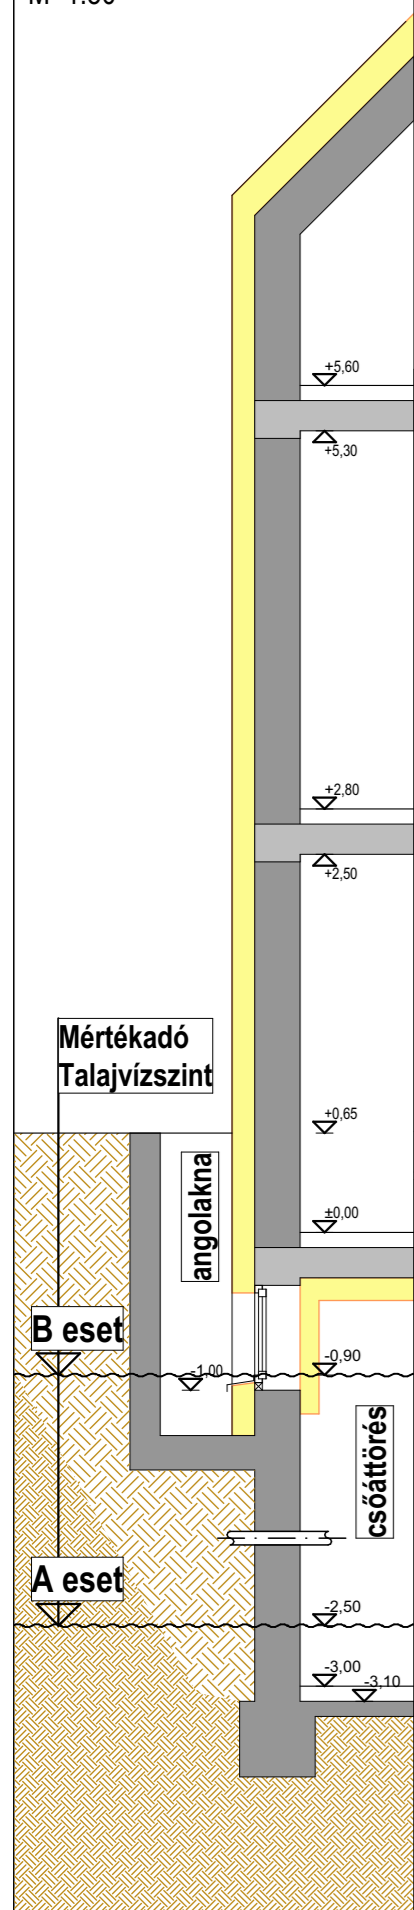 +5,60
+5,30
+2,80
+2,50
Mértékadó
Talajvízszint
+0,65
angolakna
±0,00
B eset
-0,90
-1,00
csőáttörés
A eset
-2,50
-3,00
-3,10